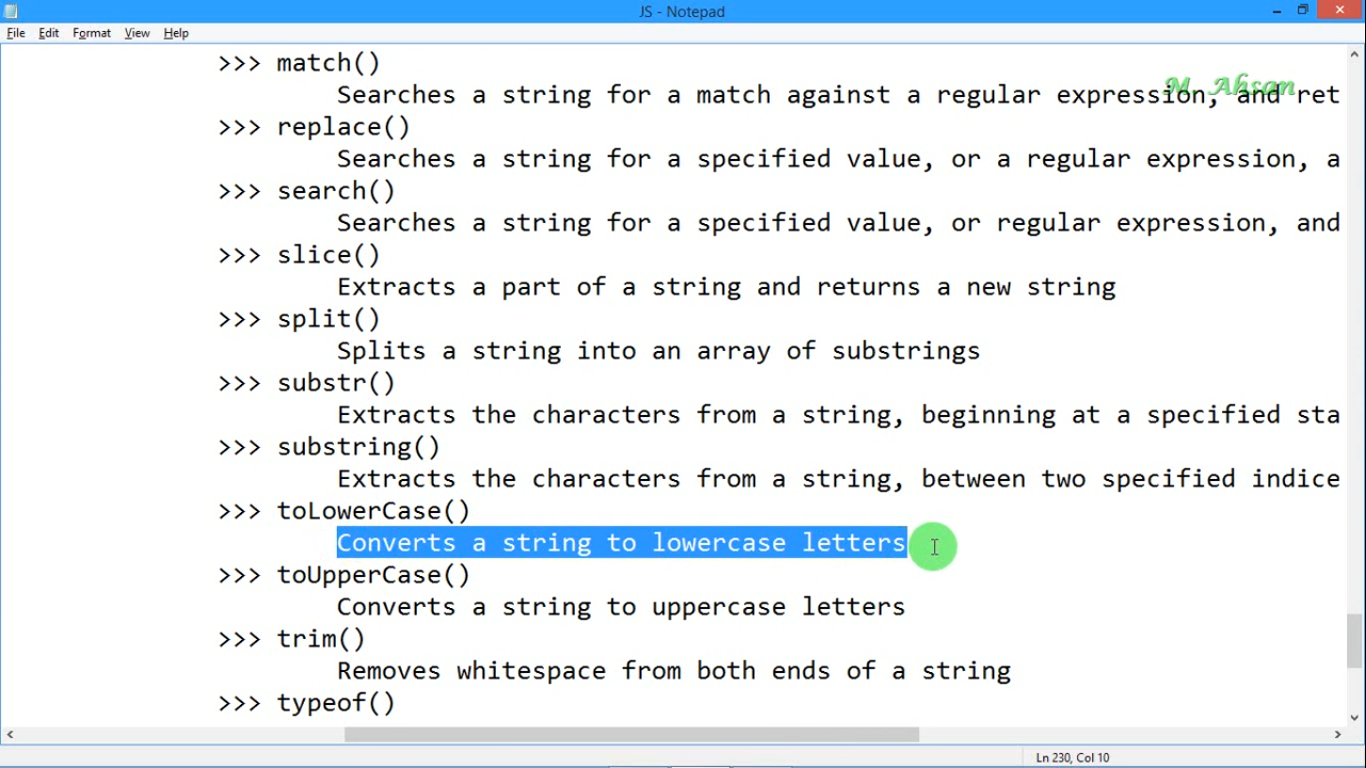 JS - Notepad
File Edit Format View Help
>>> match()
M. Ahsan
Searches a string for a match against a regular expression, and ret
>>> replace()
Searches a string for a specified value, or a regular expression, a
>>> search()
Searches a string for a specified value, or regular expression, and
>>> slice()
Extracts a part of a string and returns a new string
>>> split()
Splits a string into an array of substrings
>>> substr()
Extracts the characters from a string, beginning at a specified sta
>>> substring()
Extracts the characters from a string, between two specified indice
>>> toLowerCase()
Converts a string to lowercase letters
>>> toUpperCase()
Converts a string to uppercase letters
>>> trim()
Removes whitespace from both ends of a string
>>> typeof()
Ln 230, Col 10